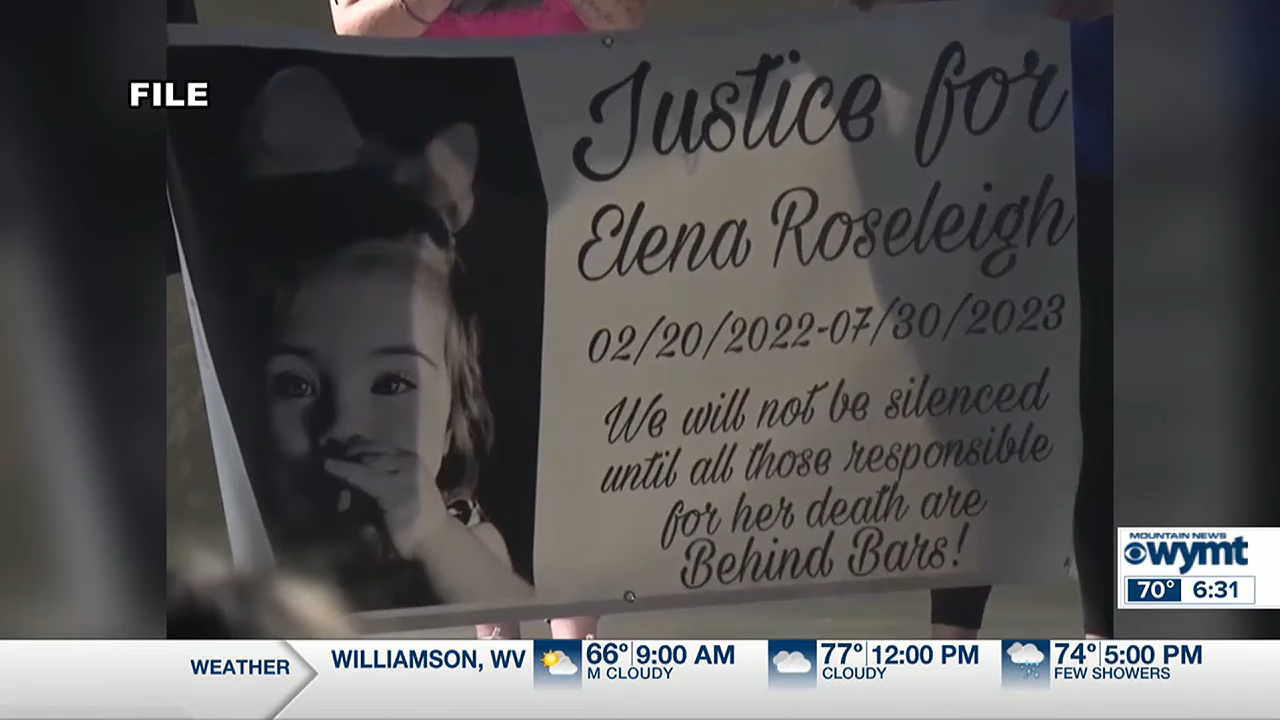 FILE
Justice for
Elena Roseleigh
02/20/2022-07/30/2023
We will not be silenced
until all those responsible
for her death are
Behind Bars!
MOUNTAIN NEWS
wymt
70° 6:31
WEATHER
WILLIAMSON, WV
66° 9:00 AM
M CLOUDY
77° 12:00 PM
CLOUDY
74° 5:00 PM
FEW SHOWERS